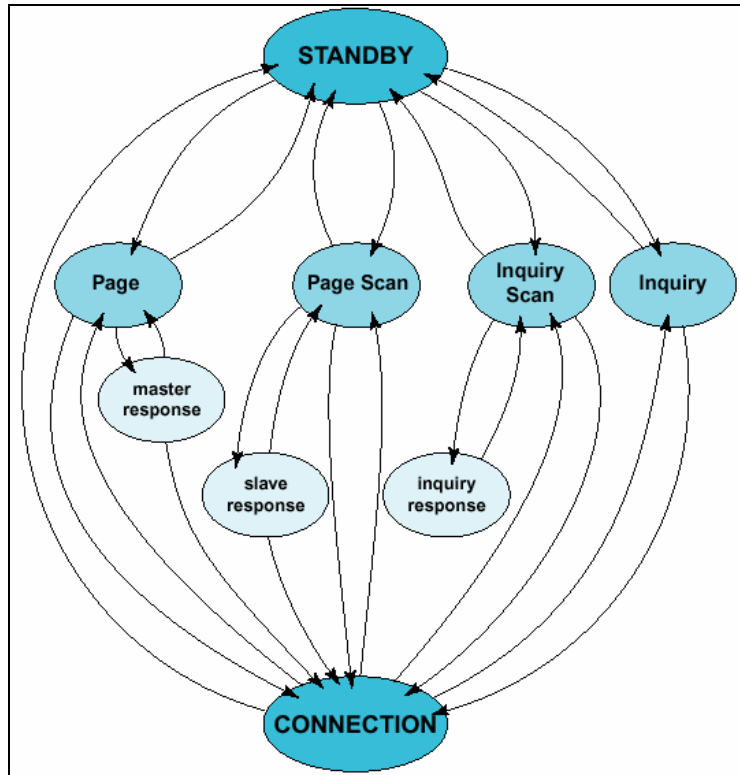 STANDBY
Page
Page Scan
Inquiry
Scan
Inquiry
master
response
slave
response
inquiry
response
CONNECTION